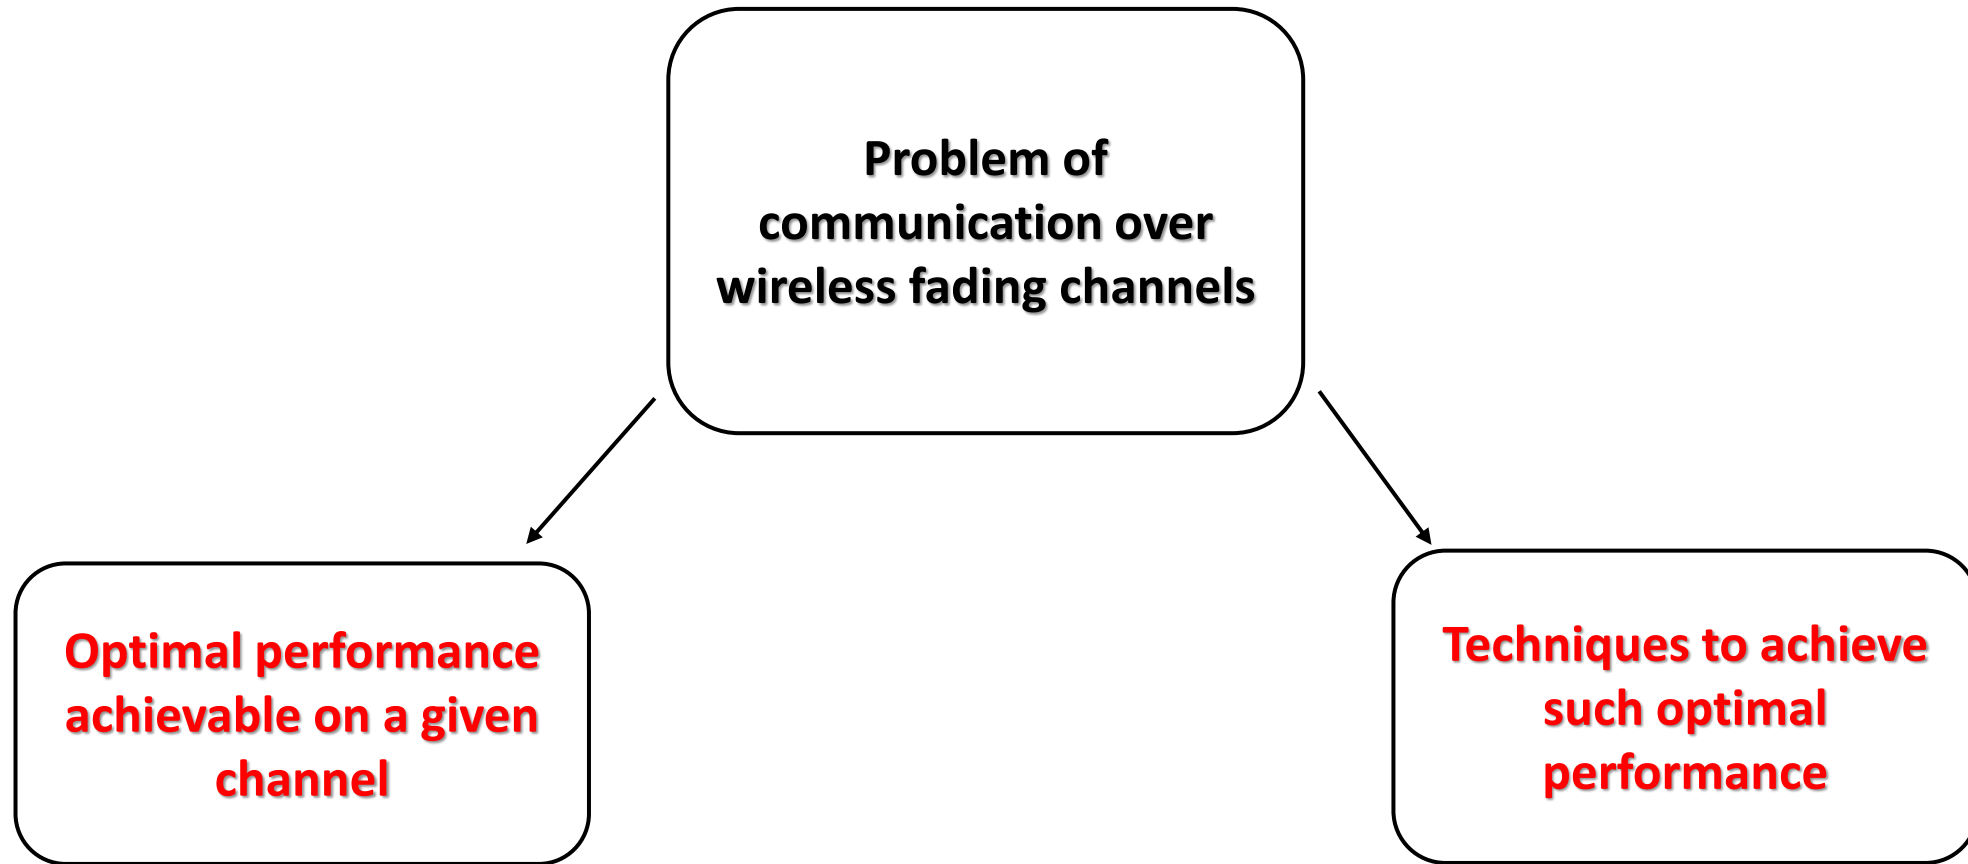 Problem of
communication over
wireless fading channels
Optimal performance
achievable on a given
channel
Techniques to achieve
such optimal
performance